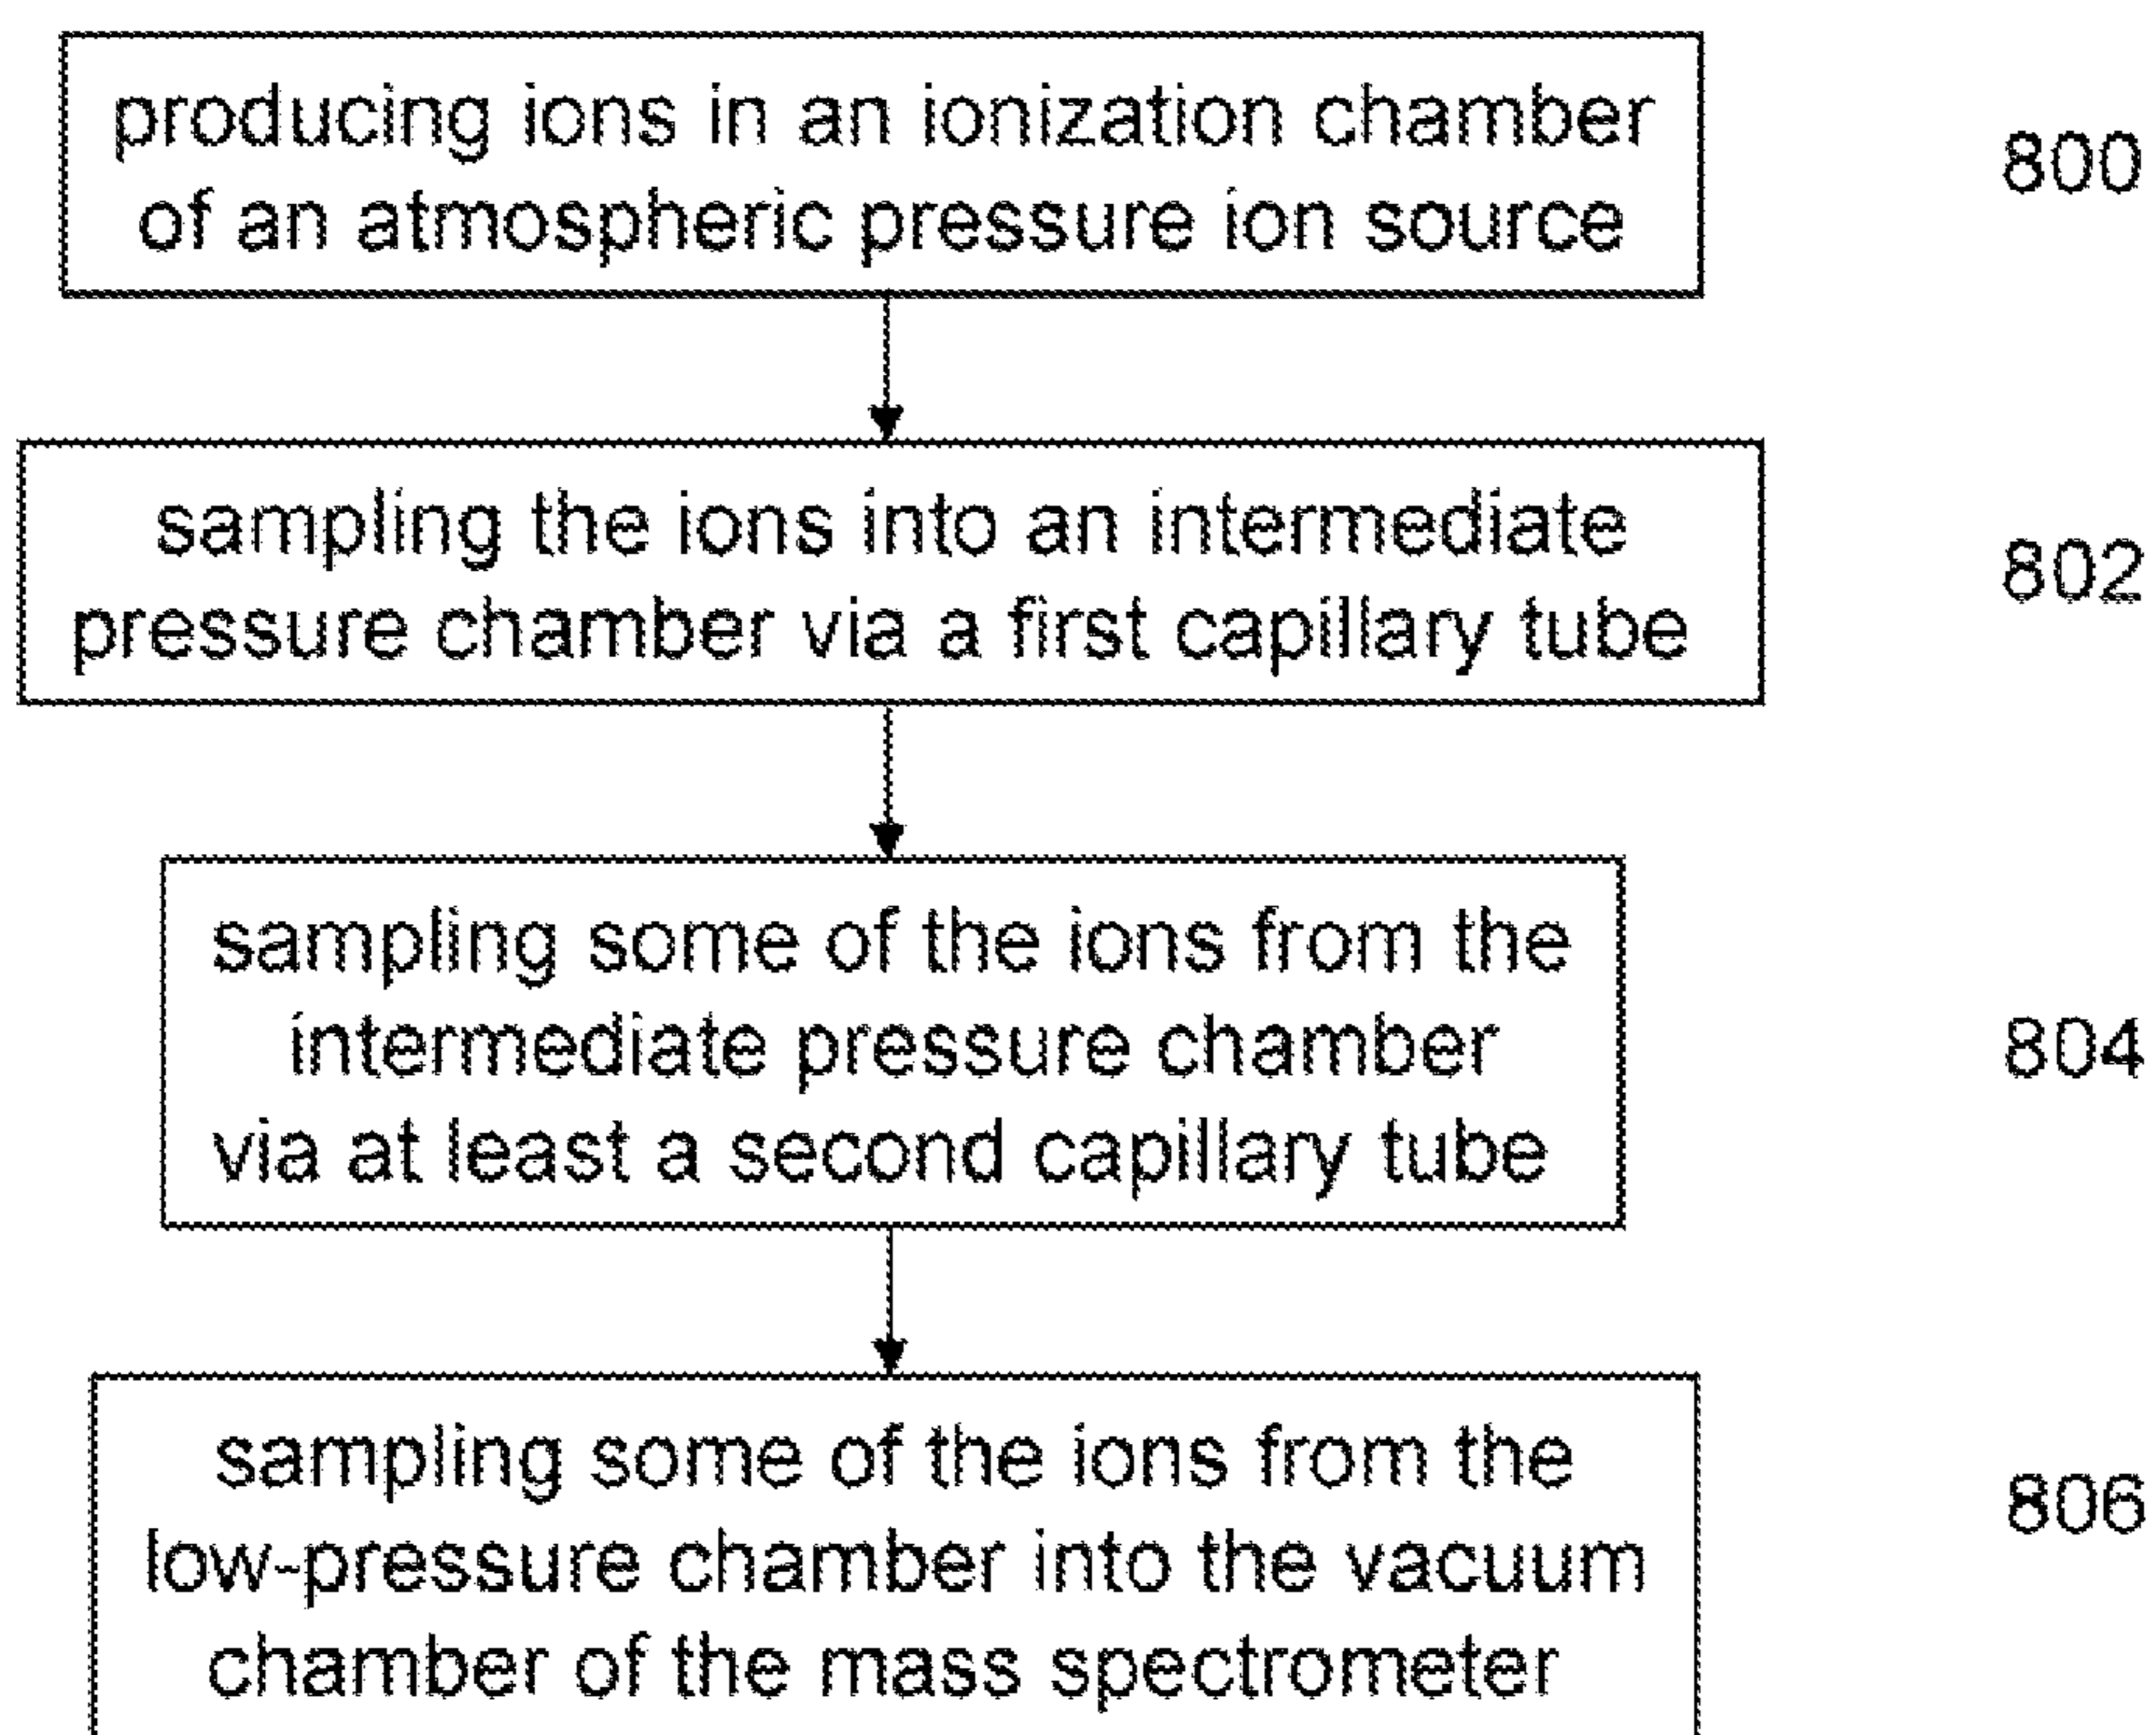 producing ions in an ionization chamber
of an atmospheric pressure ion source
800
sampling the ions into an intermediate
pressure chamber via a first capillary tube
802
sampling some of the ions from the
intermediate pressure chamber
via at least a second capillary tube
804
sampling some of the ions from the
low-pressure chamber into the vacuum
chamber of the mass spectrometer
806